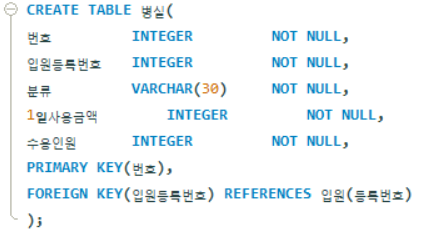 CREATE TABLE 병실(
번호 INTEGER NOT NULL,
입원등록번호 INTEGER NOT NULL,
분류 VARCHAR(30) NOT NULL,
1일사용금액 INTEGER NOT NULL,
수용인원 INTEGER NOT NULL,
PRIMARY KEY(번호),
FOREIGN KEY(입원등록번호) REFERENCES 입원(등록번호)
);